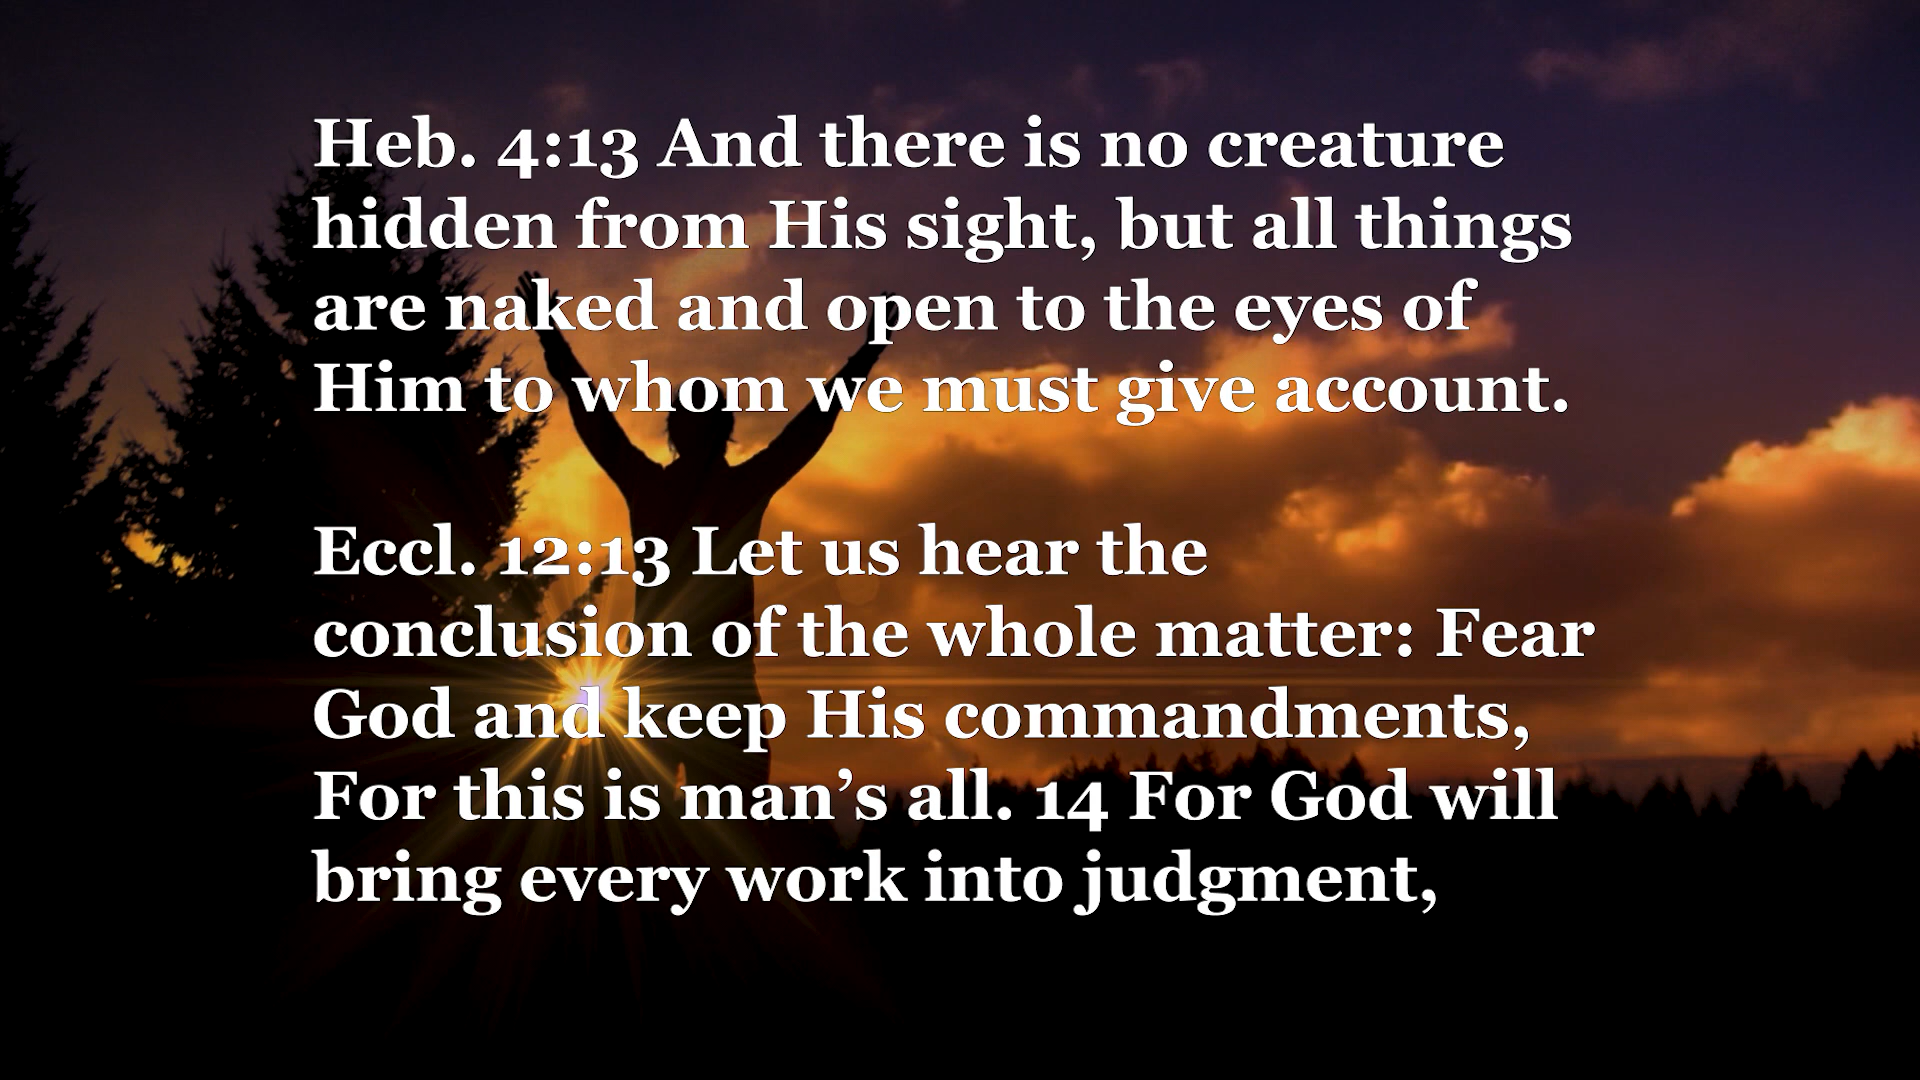 Heb. 4:13 And there is no creature
hidden from His sight, but all things
are naked and open to the eyes of
Him to whom we must give account.
Eccl. 12:13 Let us hear the
conclusion of the whole matter: Fear
God and keep His commandments,
For this is man’s all. 14 For God will
bring every work into judgment,